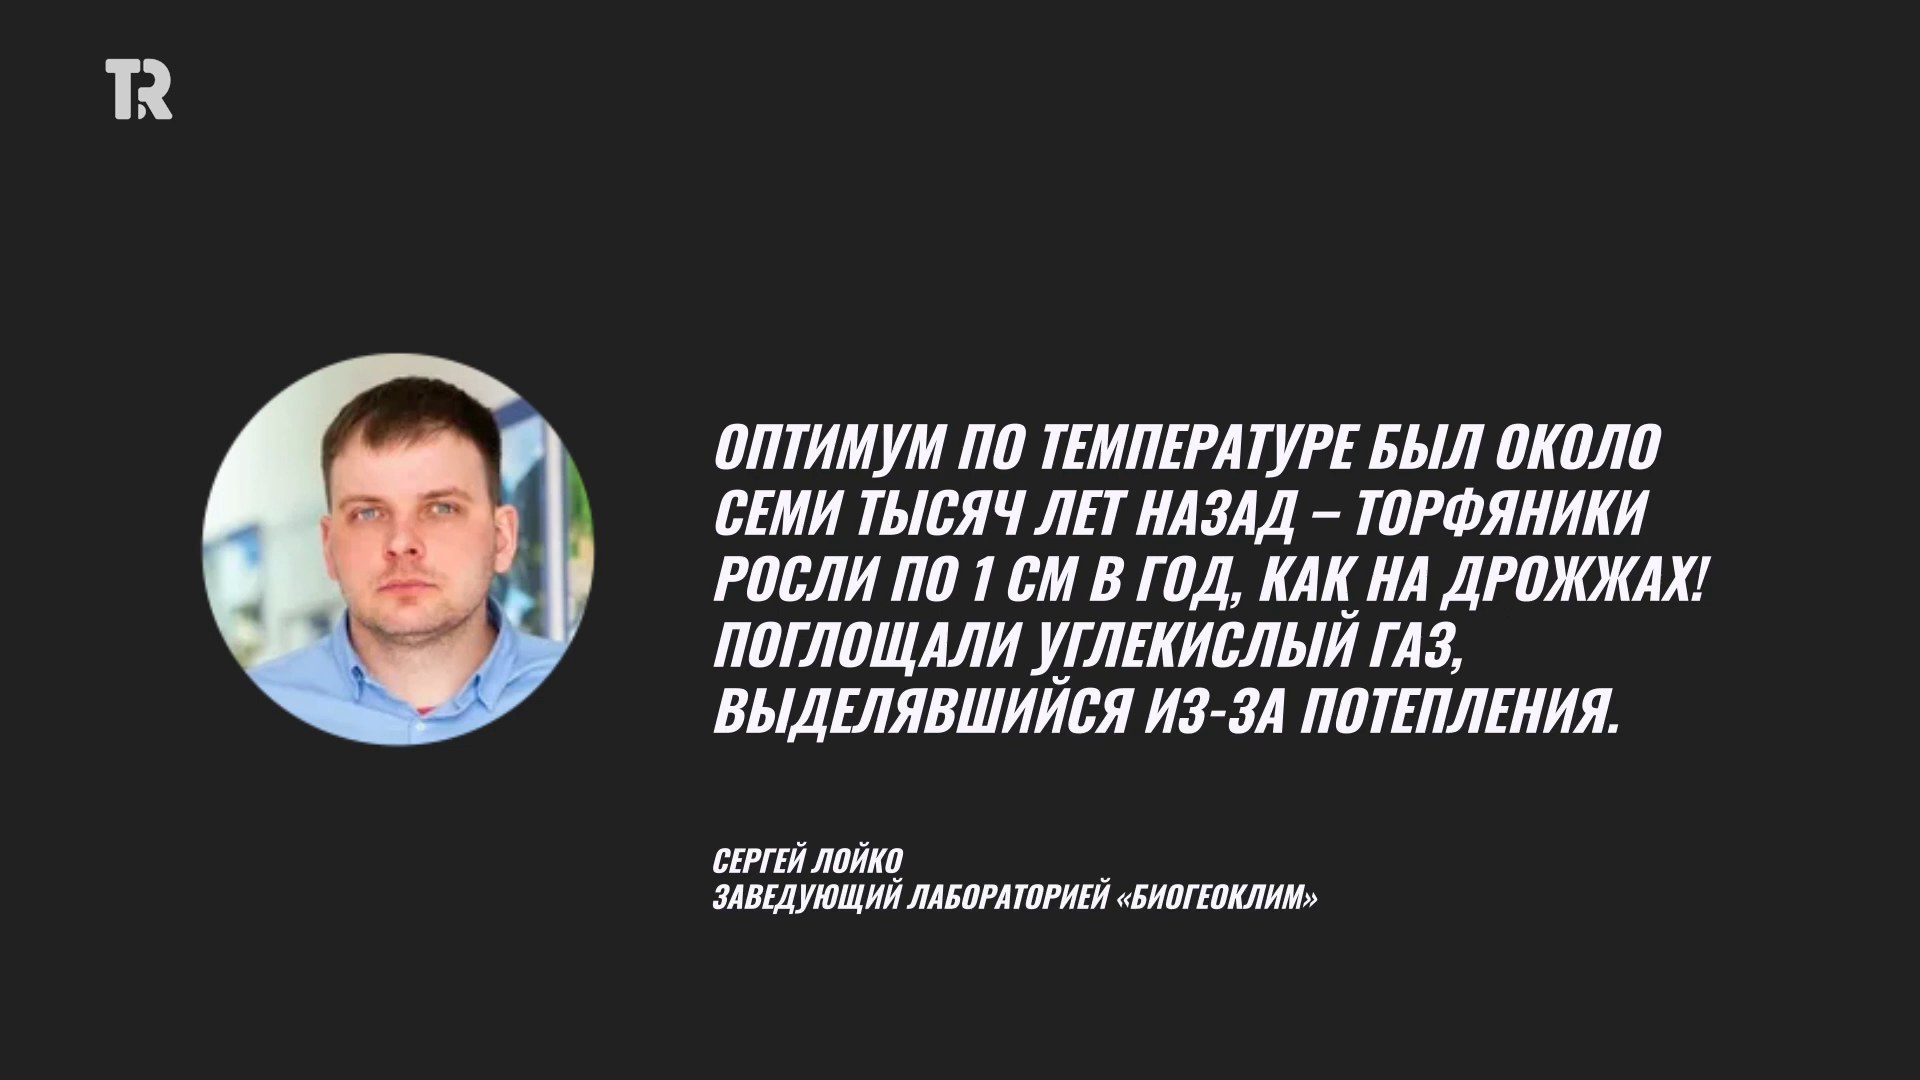 TR
ОПТИМУМ ПО ТЕМПЕРАТУРЕ БЫЛ ОКОЛО
СЕМИ ТЫСЯЧ ЛЕТ НАЗАД – ТОРФЯНИКИ
РОСЛИ ПО 1 СМ В ГОД, КАК НА ДРОЖЖАХ!
ПОГЛОЩАЛИ УГЛЕКИСЛЫЙ ГАЗ,
ВЫДЕЛЯВШИЙСЯ ИЗ-ЗА ПОТЕПЛЕНИЯ.
СЕРГЕЙ ЛОЙКО
ЗАВЕДУЮЩИЙ ЛАБОРАТОРИЕЙ «БИОГЕОКЛИМ»